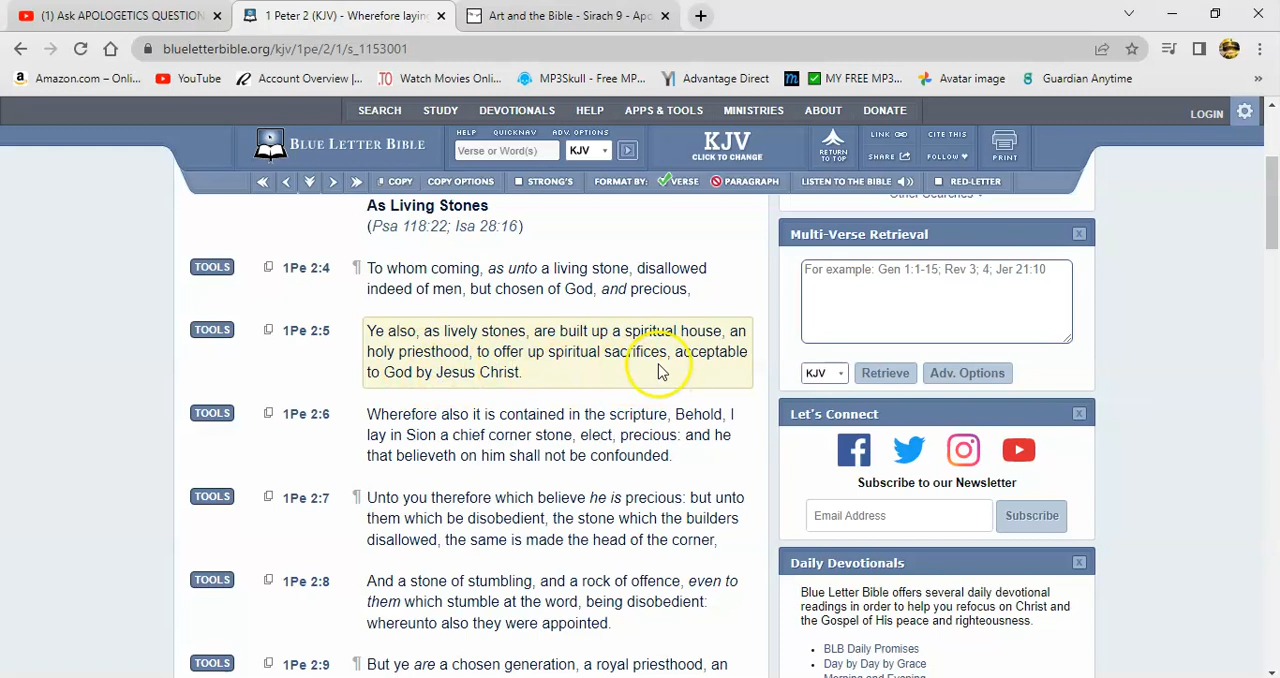 (1) Ask APOLOGETICS QUESTION
1 Peter 2 (KJV) - Wherefore layin
Art and the Bible - Sirach 9 - Apo
blueletterbible.org/kjv/1pe/2/1/s_1153001
Amazon.com – Onli...
YouTube
Account Overview |...
TO Watch Movies Onl...
MP3Skull - Free MP...
Advantage Direct
MY FREE MP3...
Avatar image
Guardian Anytime
»
SEARCH STUDY DEVOTIONALS HELP APPS & TOOLS MINISTRIES ABOUT DONATE
LOGIN
BLUE LETTER BIBLE
HELP QUICKNAV ADV. OPTIONS
Verse or Word(s)
KJV
KJV
CLICK TO CHANGE
RETURN
TO TOP
LINK
CITE THIS
SHARE
FOLLOW
PRINT
COPY COPY OPTIONS STRONG'S FORMAT BY: VERSE PARAGRAPH LISTEN TO THE BIBLE RED-LETTER
As Living Stones
(Psa 118:22; Isa 28:16)
TOOLS 1Pe 2:4 ¶ To whom coming, as unto a living stone, disallowed
indeed of men, but chosen of God, and precious,
TOOLS 1Pe 2:5 Ye also, as lively stones, are built up a spiritual house, an
holy priesthood, to offer up spiritual sacrifices, acceptable
to God by Jesus Christ.
TOOLS 1Pe 2:6 Wherefore also it is contained in the scripture, Behold, I
lay in Sion a chief corner stone, elect, precious: and he
that believeth on him shall not be confounded.
TOOLS 1Pe 2:7 ¶ Unto you therefore which believe he is precious: but unto
them which be disobedient, the stone which the builders
disallowed, the same is made the head of the corner,
TOOLS 1Pe 2:8 And a stone of stumbling, and a rock of offence, even to
them which stumble at the word, being disobedient:
whereunto also they were appointed.
TOOLS 1Pe 2:9 ¶ But ye are a chosen generation, a royal priesthood, an
Other Searches
Multi-Verse Retrieval
x
For example: Gen 1:1-15; Rev 3; 4; Jer 21:10
KJV
Retrieve
Adv. Options
Let's Connect
x
Subscribe to our Newsletter
Email Address
Subscribe
Daily Devotionals
x
Blue Letter Bible offers several daily devotional
readings in order to help you refocus on Christ and
the Gospel of His peace and righteousness.
BLB Daily Promises
Day by Day by Grace
Morning and Evening